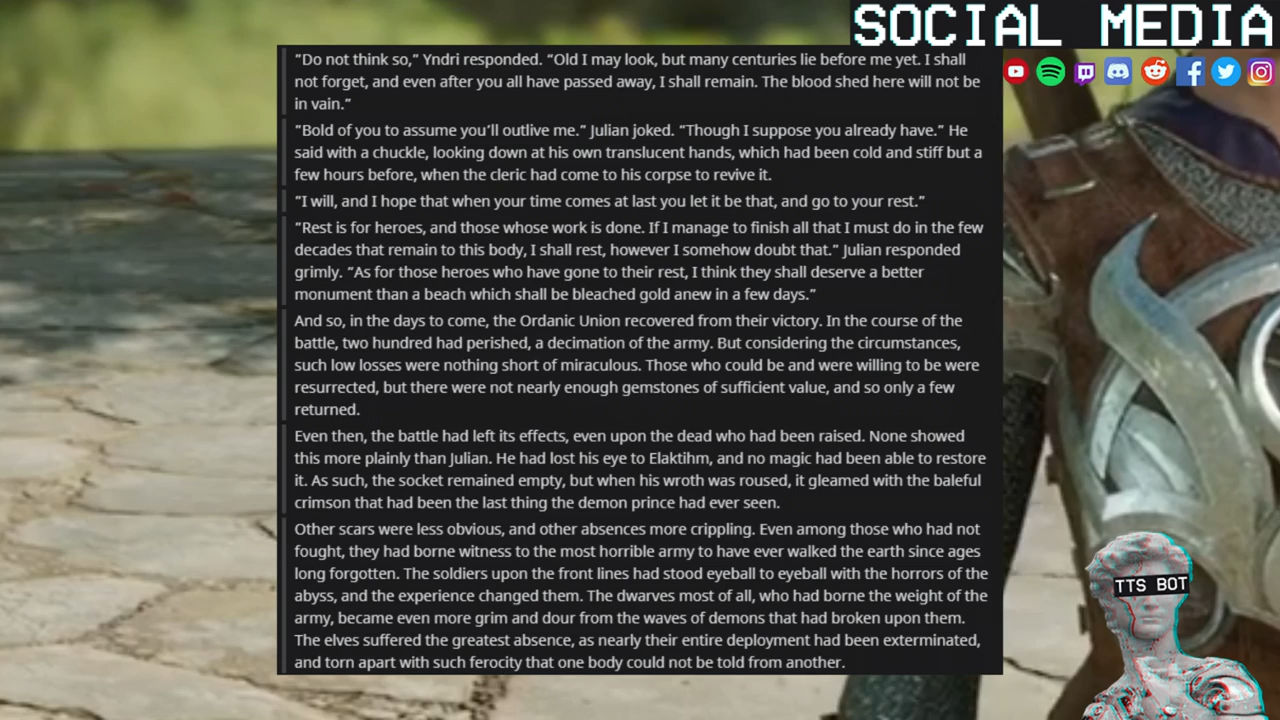 SOCIAL MEDIA
“Do not think so,” Yndri responded. “Old I may look, but many centuries lie before me yet. I shall
not forget, and even after you all have passed away, I shall remain. The blood shed here will not be
in vain.”
“Bold of you to assume you’ll outlive me.” Julian joked. “Though I suppose you already have.” He
said with a chuckle, looking down at his own translucent hands, which had been cold and stiff but a
few hours before, when the cleric had come to his corpse to revive it.
“I will, and I hope that when your time comes at last you let it be that, and go to your rest.”
“Rest is for heroes, and those whose work is done. If I manage to finish all that I must do in the few
decades that remain to this body, I shall rest, however I somehow doubt that.” Julian responded
grimly. “As for those heroes who have gone to their rest, I think they shall deserve a better
monument than a beach which shall be bleached gold anew in a few days.”
And so, in the days to come, the Ordanic Union recovered from their victory. In the course of the
battle, two hundred had perished, a decimation of the army. But considering the circumstances,
such low losses were nothing short of miraculous. Those who could be and were willing to be were
resurrected, but there were not nearly enough gemstones of sufficient value, and so only a few
returned.
Even then, the battle had left its effects, even upon the dead who had been raised. None showed
this more plainly than Julian. He had lost his eye to Elaktihm, and no magic had been able to restore
it. As such, the socket remained empty, but when his wroth was roused, it gleamed with the baleful
crimson that had been the last thing the demon prince had ever seen.
Other scars were less obvious, and other absences more crippling. Even among those who had not
fought, they had borne witness to the most horrible army to have ever walked the earth since ages
long forgotten. The soldiers upon the front lines had stood eyeball to eyeball with the horrors of the
abyss, and the experience changed them. The dwarves most of all, who had borne the weight of the
army, became even more grim and dour from the waves of demons that had broken upon them.
The elves suffered the greatest absence, as nearly their entire deployment had been exterminated,
and torn apart with such ferocity that one body could not be told from another.
TTS BOT